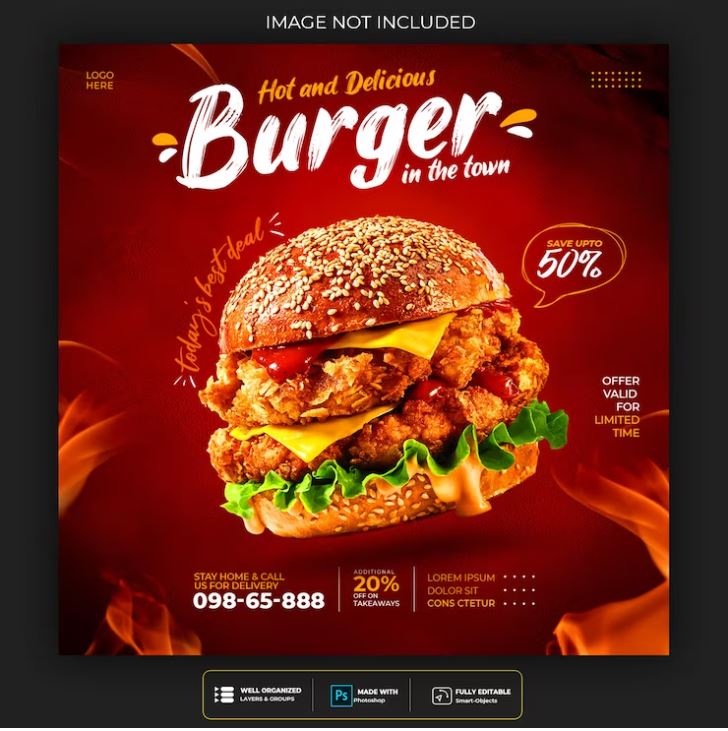 IMAGE NOT INCLUDED
LOGO
HERE
Hot and Delicious
Burger
in the town
today's best deal
SAVE UPTO
50%
OFFER
VALID
FOR
LIMITED
TIME
STAY HOME & CALL
US FOR DELIVERY
098-65-888
ADDITIONAL
20%
OFF ON
TAKEAWAYS
LOREM IPSUM
DOLOR SIT
CONS CTETUR
WELL ORGANIZED
LAYERS & GROUPS
Ps
MADE WITH
Photoshop
FULLY EDITABLE
Smart-Objects